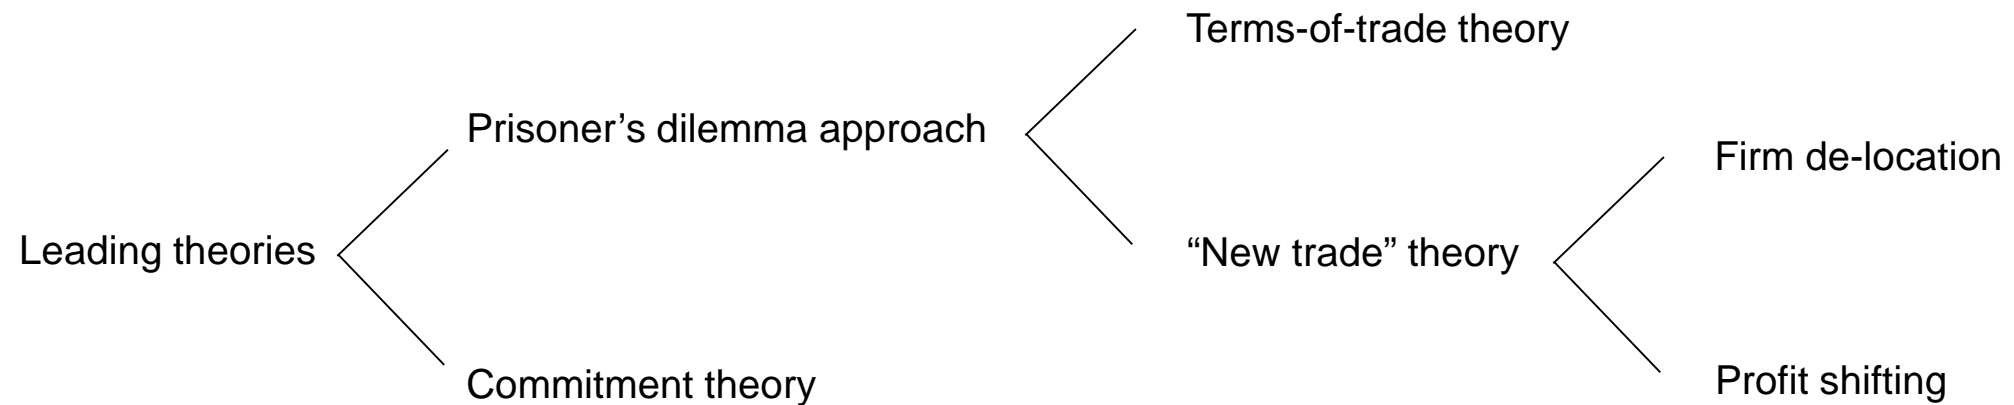 Terms-of-trade theory
Prisoner’s dilemma approach
Firm de-location
Leading theories
“New trade” theory
Commitment theory
Profit shifting